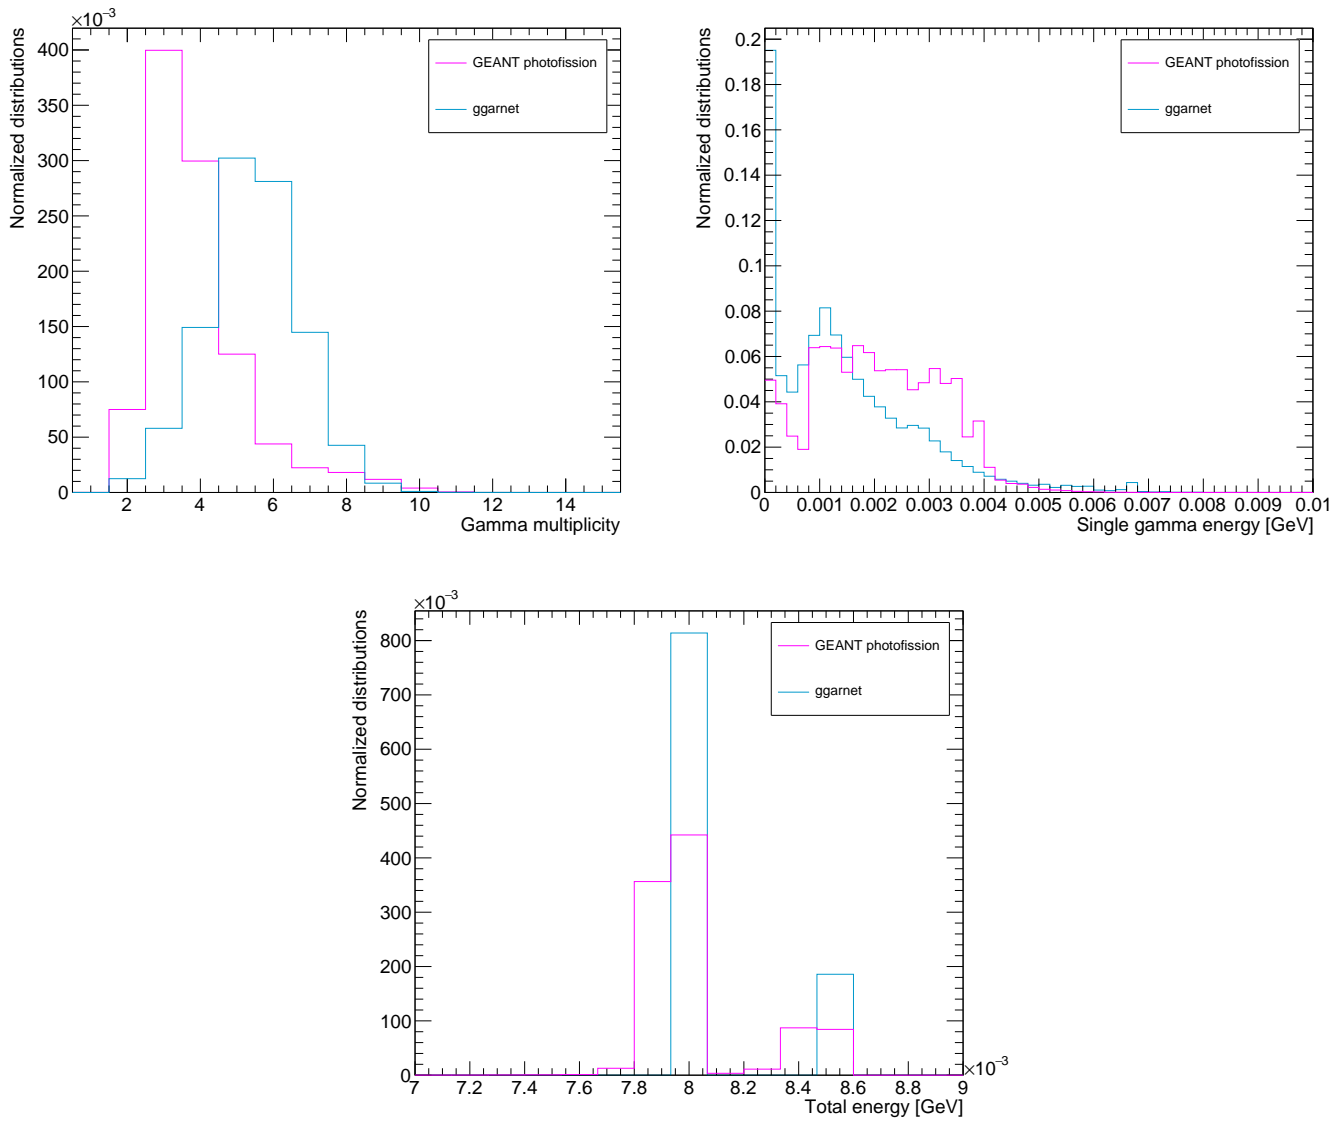 ×10⁻³
Normalized distributions
400
350
300
250
200
150
100
50
0
2 4 6 8 10 12 14
Gamma multiplicity
GEANT photofission
ggarnet
Normalized distributions
0.2
0.18
0.16
0.14
0.12
0.1
0.08
0.06
0.04
0.02
0
0 0.001 0.002 0.003 0.004 0.005 0.006 0.007 0.008 0.009 0.01
Single gamma energy [GeV]
GEANT photofission
ggarnet
×10⁻³
Normalized distributions
800
700
600
500
400
300
200
100
0
7 7.2 7.4 7.6 7.8 8 8.2 8.4 8.6 8.8 9
×10⁻³
Total energy [GeV]
GEANT photofission
ggarnet